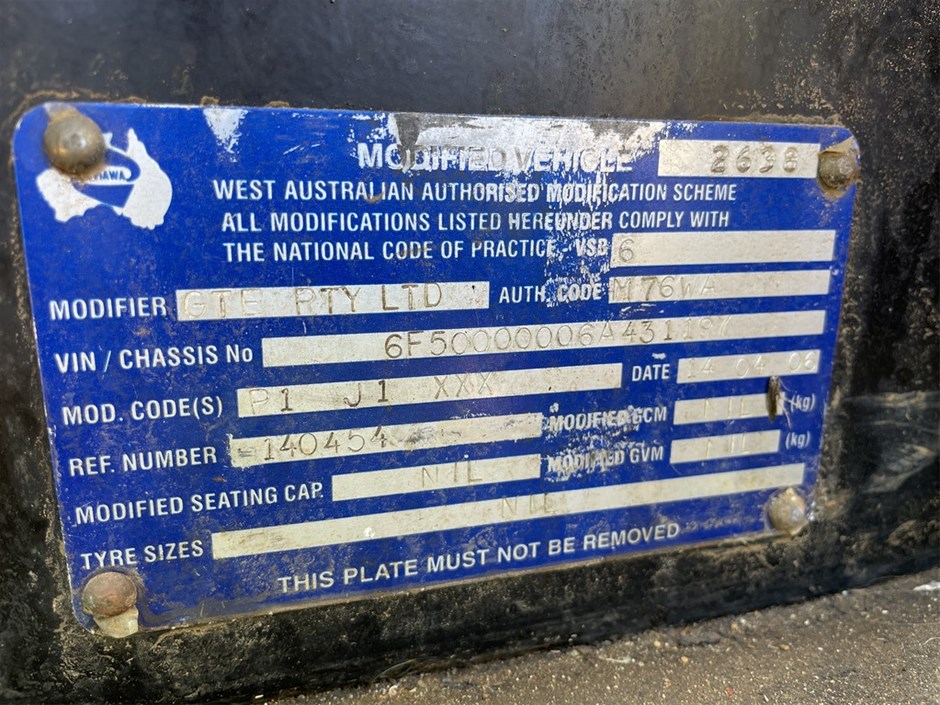 MODIFIED VEHICLE 2638
WEST AUSTRALIAN AUTHORISED MODIFICATION SCHEME
ALL MODIFICATIONS LISTED HEREUNDER COMPLY WITH
THE NATIONAL CODE OF PRACTICE, VSB 6
MODIFIER GTE PTY LTD AUTH. CODE M76WA
VIN / CHASSIS No
MOD. CODE(S) P1 J1 XXX DATE 14 04 06
REF. NUMBER 140454 MODIFIED GCM NIL (kg)
MODIFIED SEATING CAP. NIL MODIFIED GVM NIL (kg)
TYRE SIZES NIL
THIS PLATE MUST NOT BE REMOVED